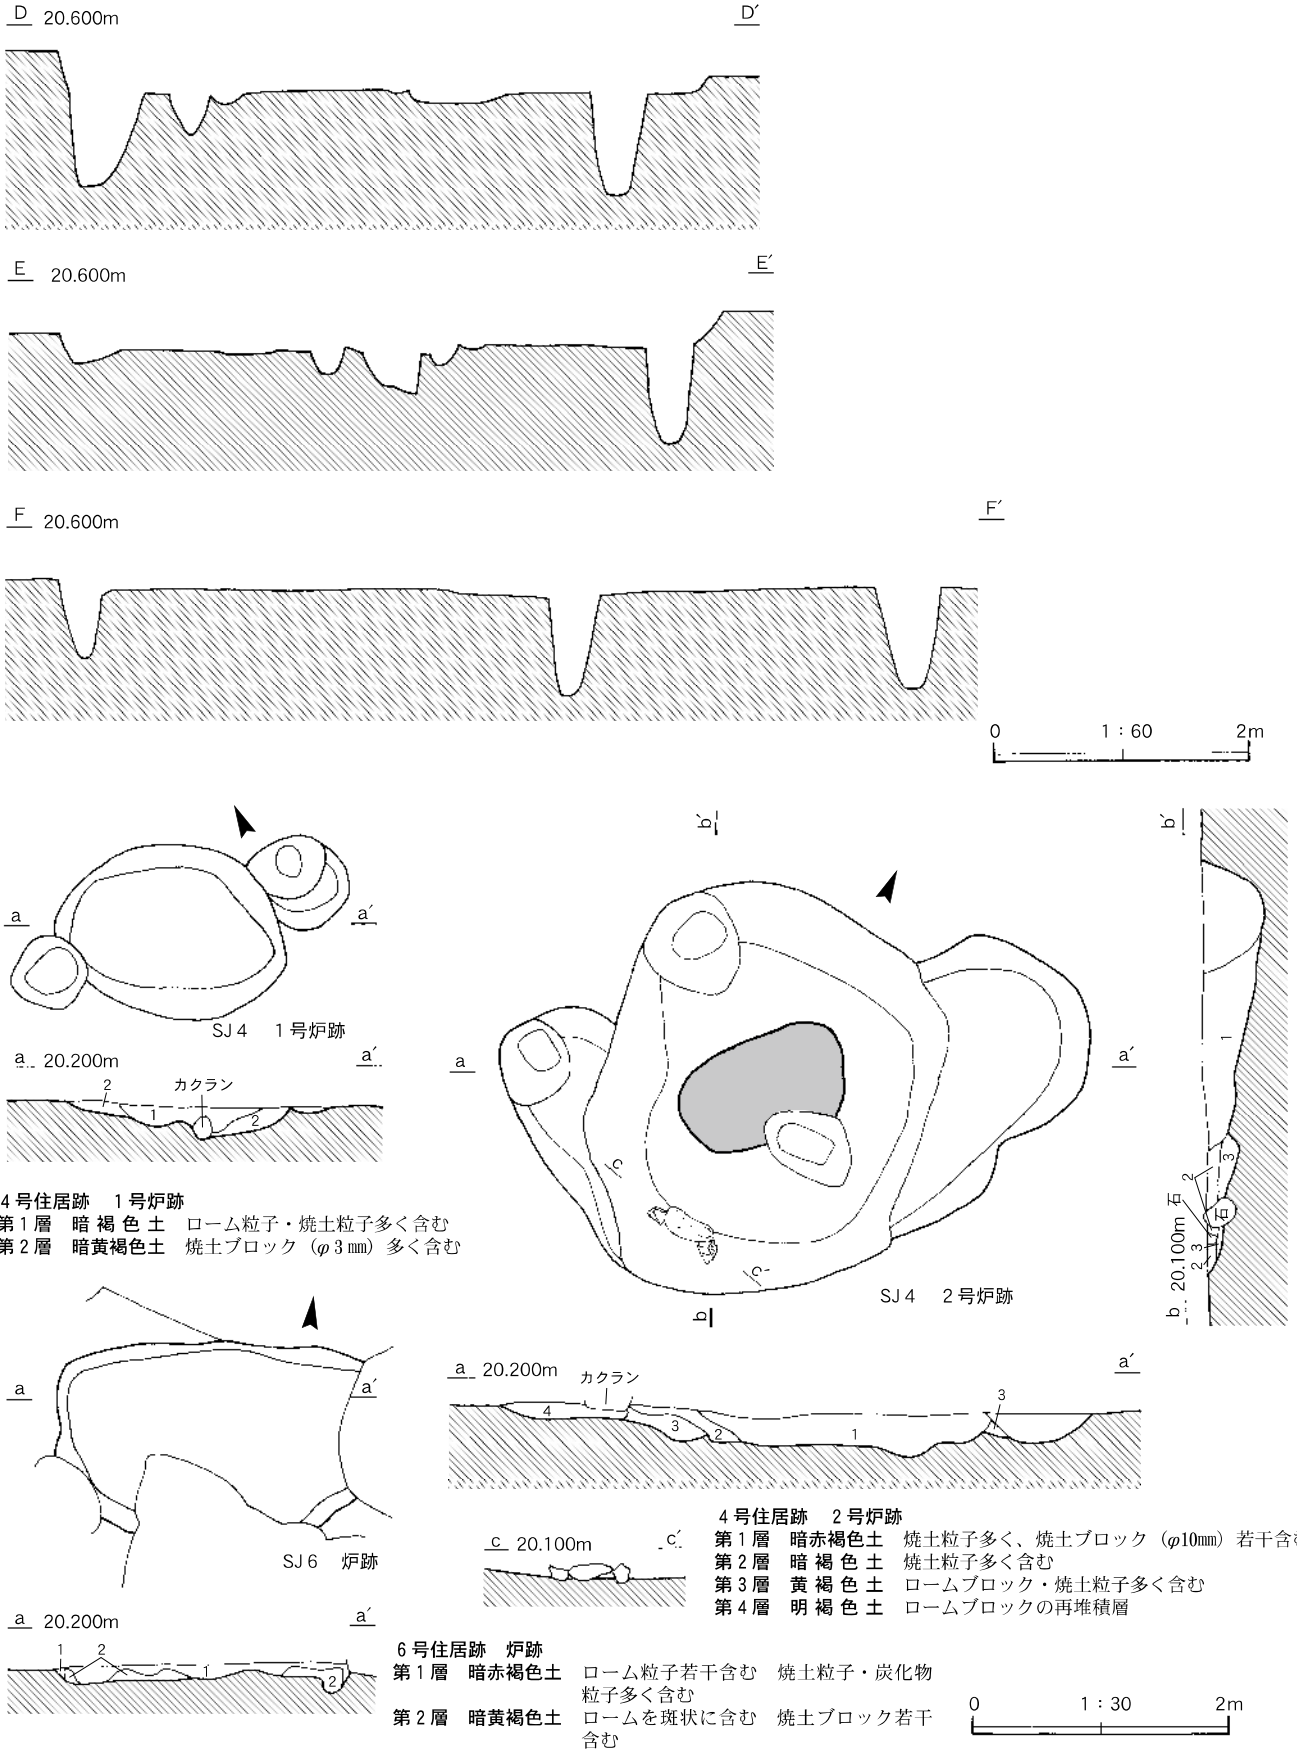 D 20.600m D′
E 20.600m E′
F 20.600m F′
0 1：60 2m
a a′
SJ 4 1号炉跡
a 20.200m a′
2 カクラン
1 2
4号住居跡 1号炉跡
第1層 暗褐色土 ローム粒子・焼土粒子多く含む
第2層 暗黄褐色土 焼土ブロック（φ3㎜）多く含む
b′
a a′
c
c′
b
SJ 4 2号炉跡
b′
1
3
2
石
石
1
3
2
b 20.100m
a a′
SJ 6 炉跡
a 20.200m a′
カクラン 3
4 3 2 1
c 20.100m c′
4号住居跡 2号炉跡
第1層 暗赤褐色土 焼土粒子多く、焼土ブロック（φ10㎜）若干含む
第2層 暗褐色土 焼土粒子多く含む
第3層 黄褐色土 ロームブロック・焼土粒子多く含む
第4層 明褐色土 ロームブロックの再堆積層
a 20.200m a′
1 2
1 2
6号住居跡 炉跡
第1層 暗赤褐色土 ローム粒子若干含む 焼土粒子・炭化物
粒子多く含む
第2層 暗黄褐色土 ロームを斑状に含む 焼土ブロック若干
含む
0 1：30 2m